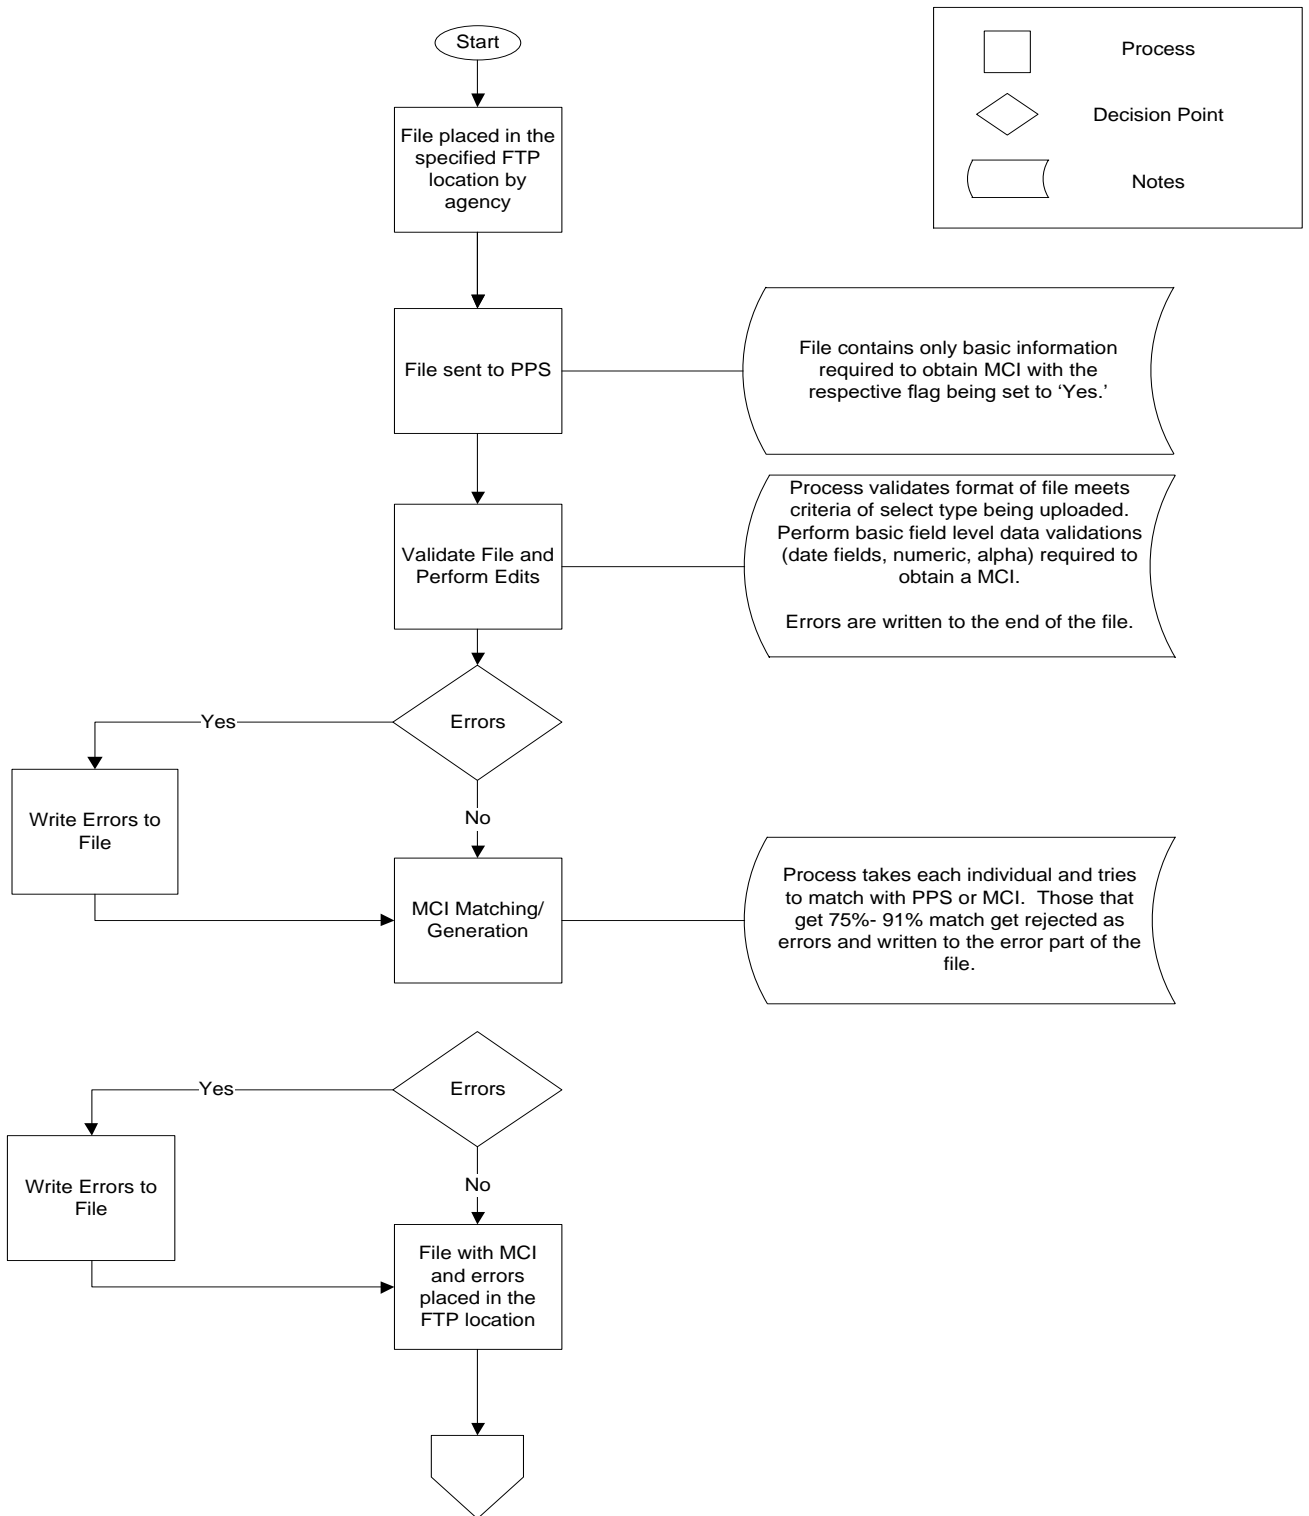 Start
Process
Decision Point
Notes
File placed in the
specified FTP
location by
agency
File sent to PPS
File contains only basic information
required to obtain MCI with the
respective flag being set to ‘Yes.’
Validate File and
Perform Edits
Process validates format of file meets
criteria of select type being uploaded.
Perform basic field level data validations
(date fields, numeric, alpha) required to
obtain a MCI.
Errors are written to the end of the file.
Errors
Yes
No
Write Errors to
File
MCI Matching/
Generation
Process takes each individual and tries
to match with PPS or MCI.  Those that
get 75%- 91% match get rejected as
errors and written to the error part of the
file.
Errors
Yes
No
Write Errors to
File
File with MCI
and errors
placed in the
FTP location